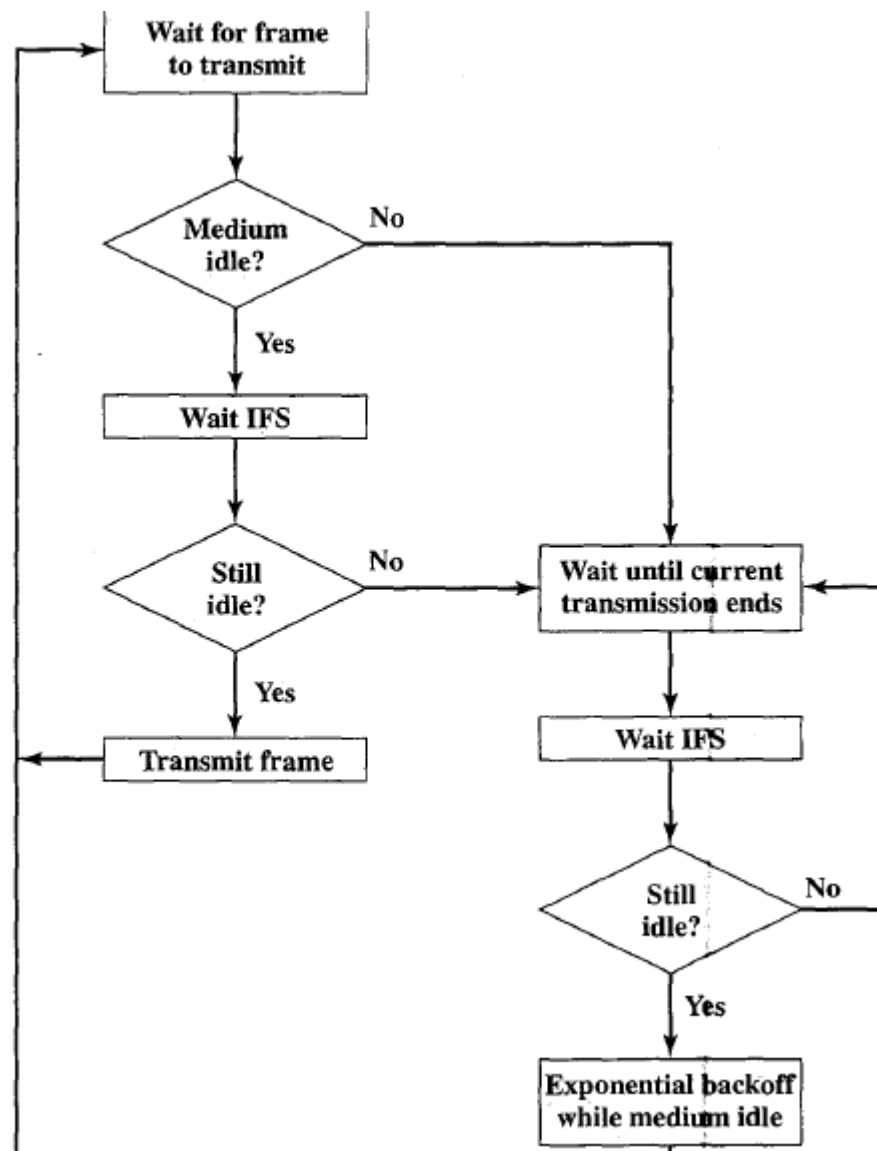 Wait for frame
to transmit
Medium
idle?
No
Yes
Wait IFS
Still
idle?
No
Yes
Transmit frame
Wait until current
transmission ends
Wait IFS
Still
idle?
No
Yes
Exponential backoff
while medium idle